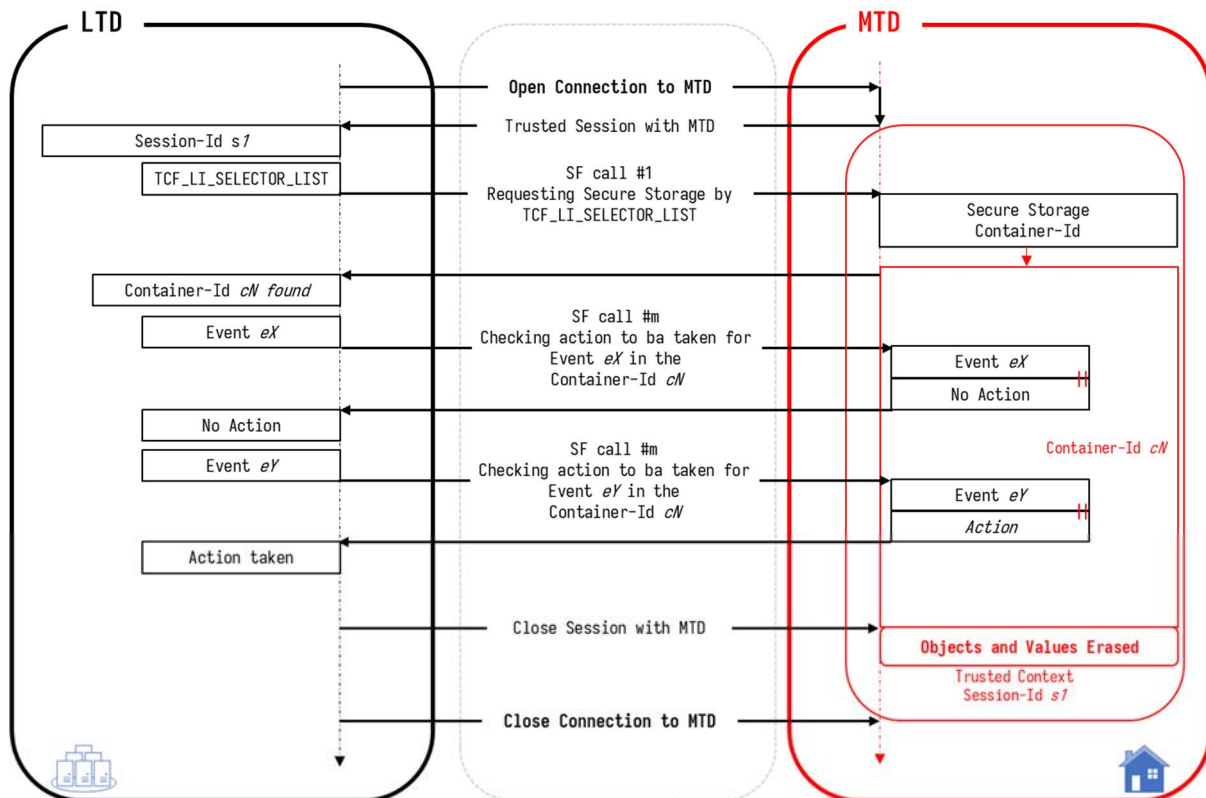 LTD
MTD
Open Connection to MTD
Trusted Session with MTD
Session-Id s1
TCF_LI_SELECTOR_LIST
SF call #1
Requesting Secure Storage by
TCF_LI_SELECTOR_LIST
Secure Storage
Container-Id
Container-Id cN found
Event eX
SF call #m
Checking action to ba taken for
Event eX in the
Container-Id cN
Event eX
No Action
No Action
Container-Id cN
Event eY
SF call #m
Checking action to ba taken for
Event eY in the
Container-Id cN
Event eY
Action
Action taken
Close Session with MTD
Objects and Values Erased
Trusted Context
Session-Id s1
Close Connection to MTD